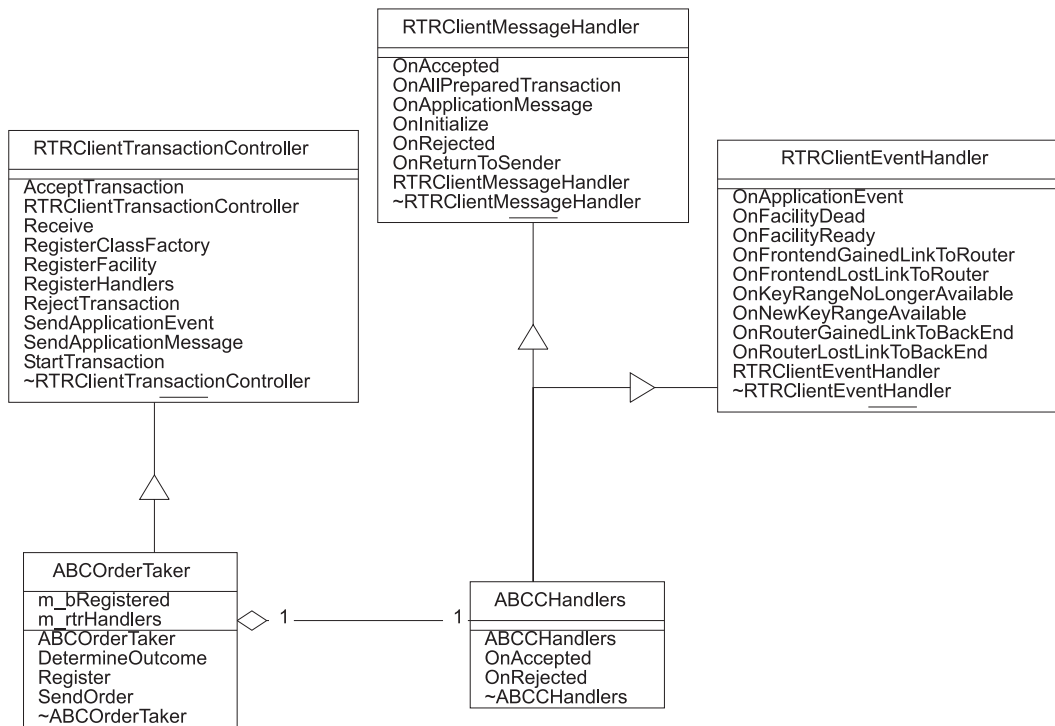 RTRClientMessageHandler
OnAccepted
OnAllPreparedTransaction
OnApplicationMessage
OnInitialize
OnRejected
OnReturnToSender
RTRClientMessageHandler
~RTRClientMessageHandler
RTRClientTransactionController
AcceptTransaction
RTRClientTransactionController
Receive
RegisterClassFactory
RegisterFacility
RegisterHandlers
RejectTransaction
SendApplicationEvent
SendApplicationMessage
StartTransaction
~RTRClientTransactionController
RTRClientEventHandler
OnApplicationEvent
OnFacilityDead
OnFacilityReady
OnFrontendGainedLinkToRouter
OnFrontendLostLinkToRouter
OnKeyRangeNoLongerAvailable
OnNewKeyRangeAvailable
OnRouterGainedLinkToBackEnd
OnRouterLostLinkToBackEnd
RTRClientEventHandler
~RTRClientEventHandler
ABCOrderTaker
m_bRegistered
m_rtrHandlers
ABCOrderTaker
DetermineOutcome
Register
SendOrder
~ABCOrderTaker
1
1
ABCCHandlers
ABCCHandlers
OnAccepted
OnRejected
~ABCCHandlers